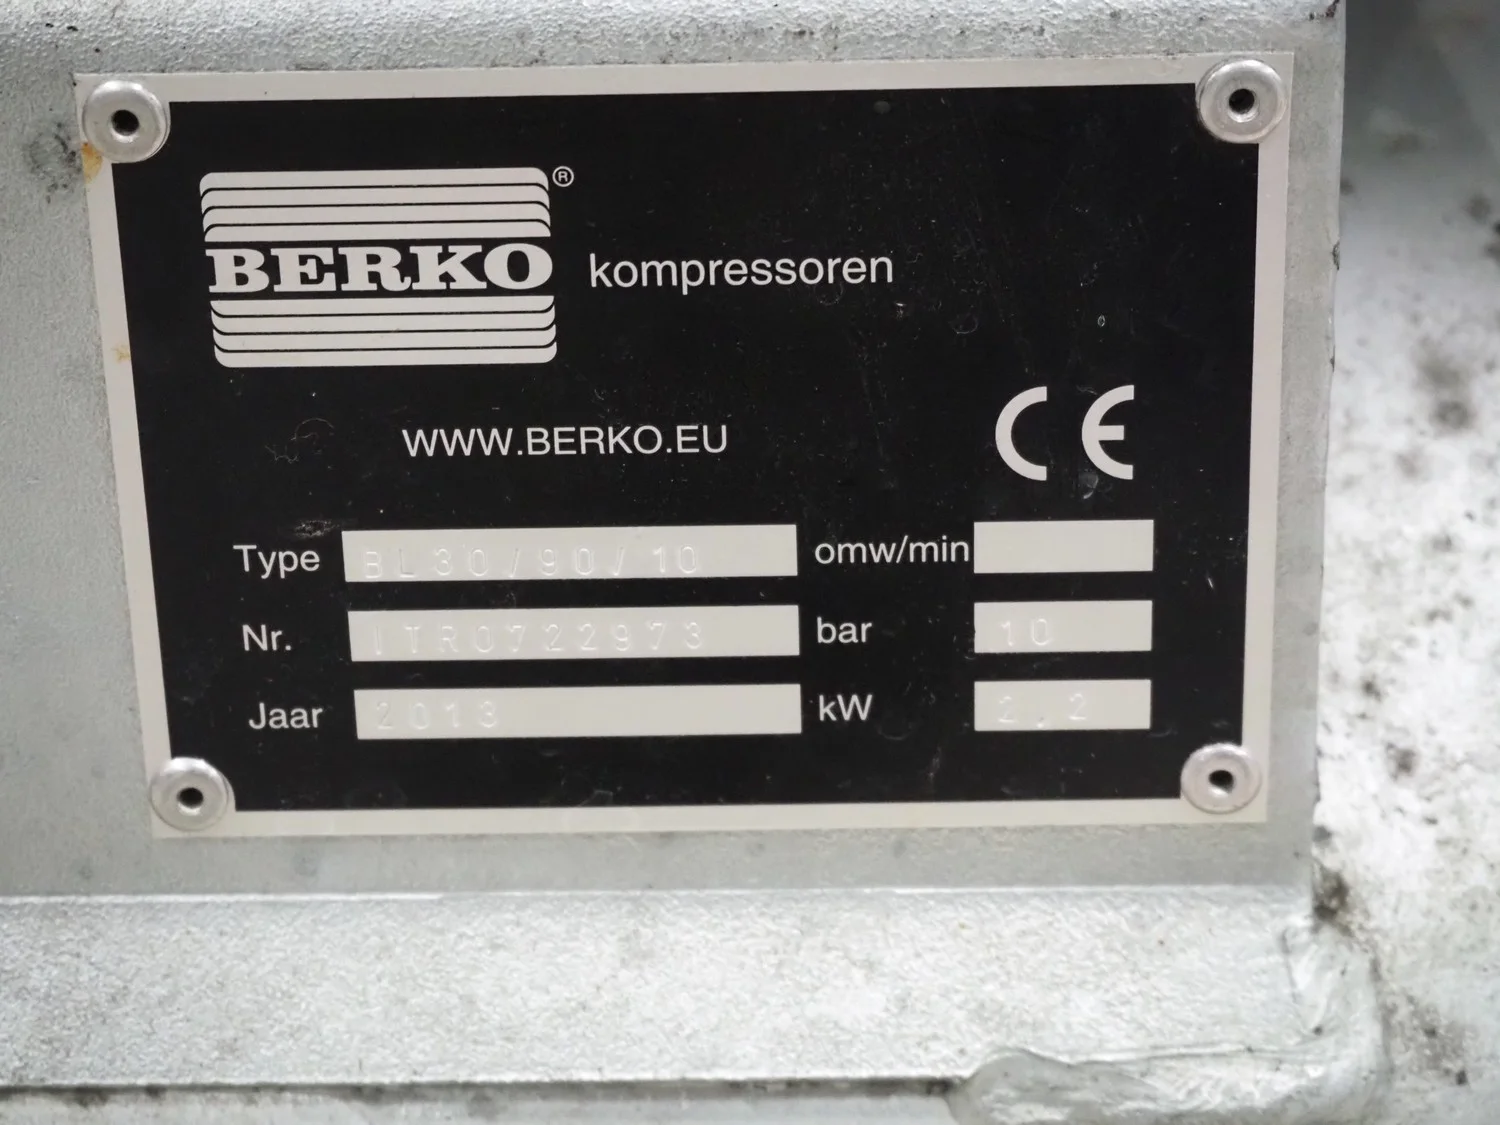 BERKO® kompressoren
WWW.BERKO.EU
CE
Type BL30/90/10 omw/min
Nr. ITR0722973 bar 10
Jaar 2013 kW 2.2